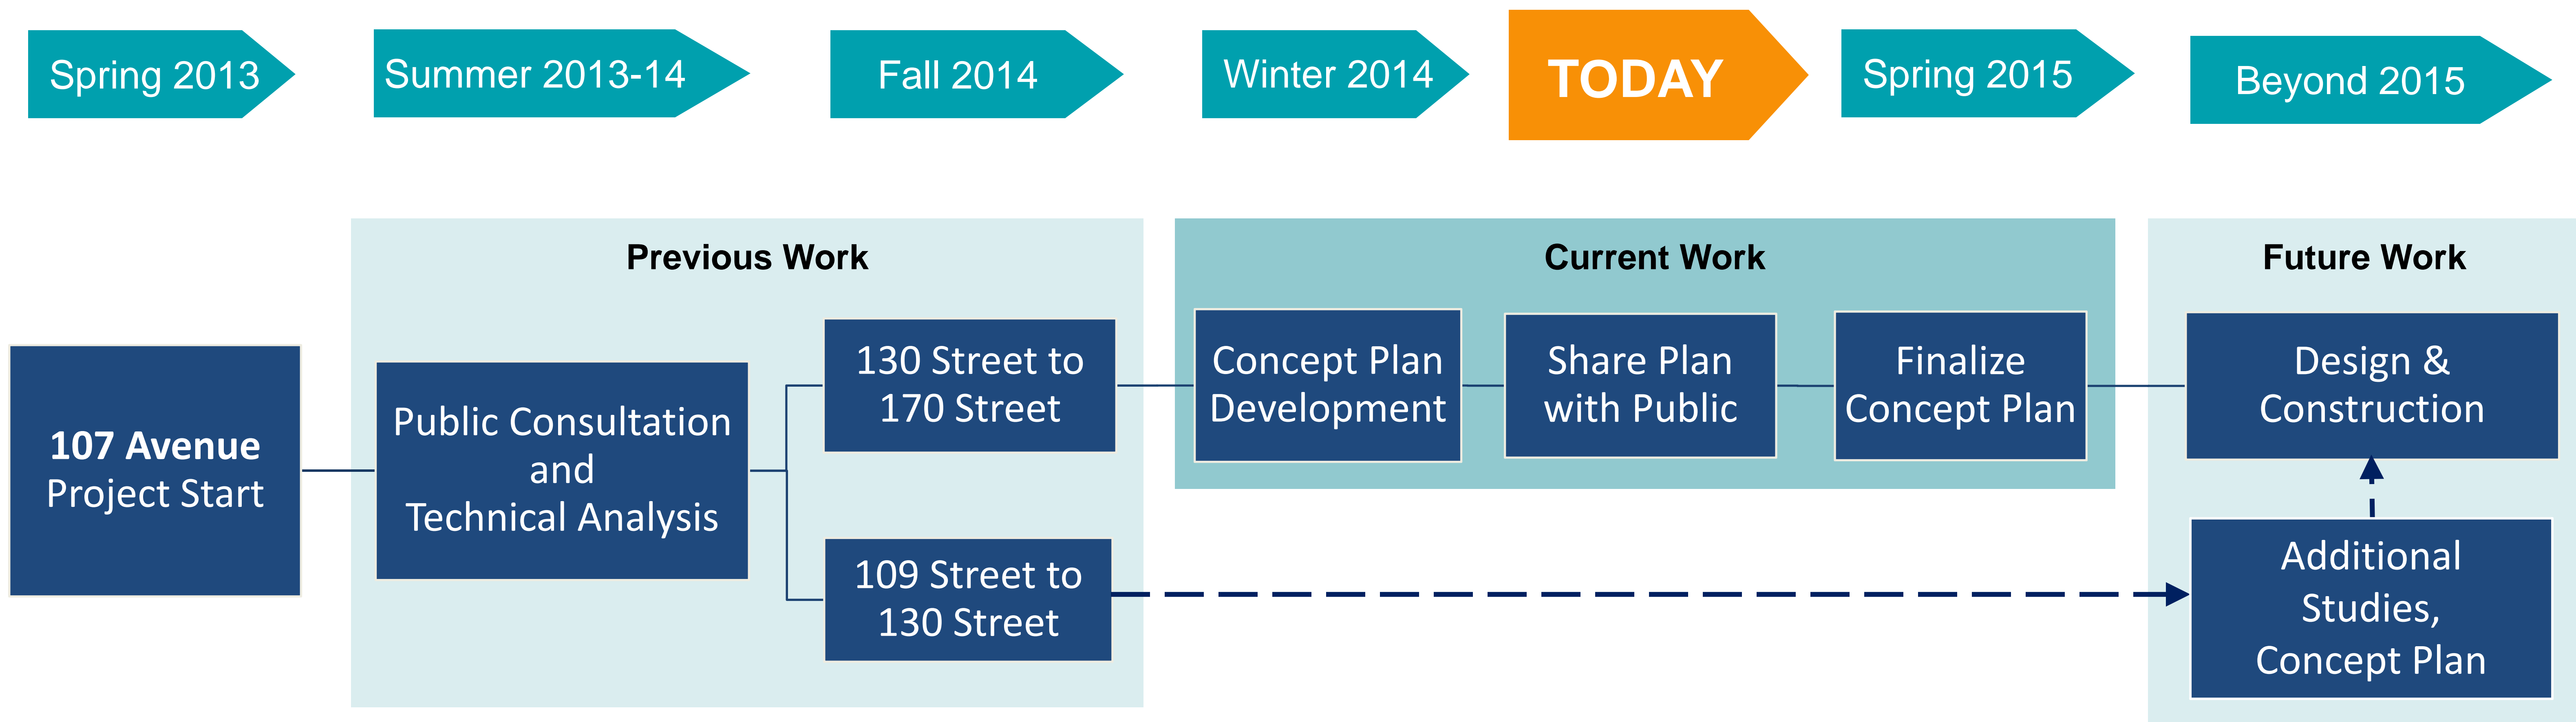 Spring 2013
Summer 2013-14
Fall 2014
Winter 2014
TODAY
Spring 2015
Beyond 2015
Previous Work
Current Work
Future Work
107 Avenue
Project Start
Public Consultation
and
Technical Analysis
130 Street to
170 Street
109 Street to
130 Street
Concept Plan
Development
Share Plan
with Public
Finalize
Concept Plan
Design &
Construction
Additional
Studies,
Concept Plan